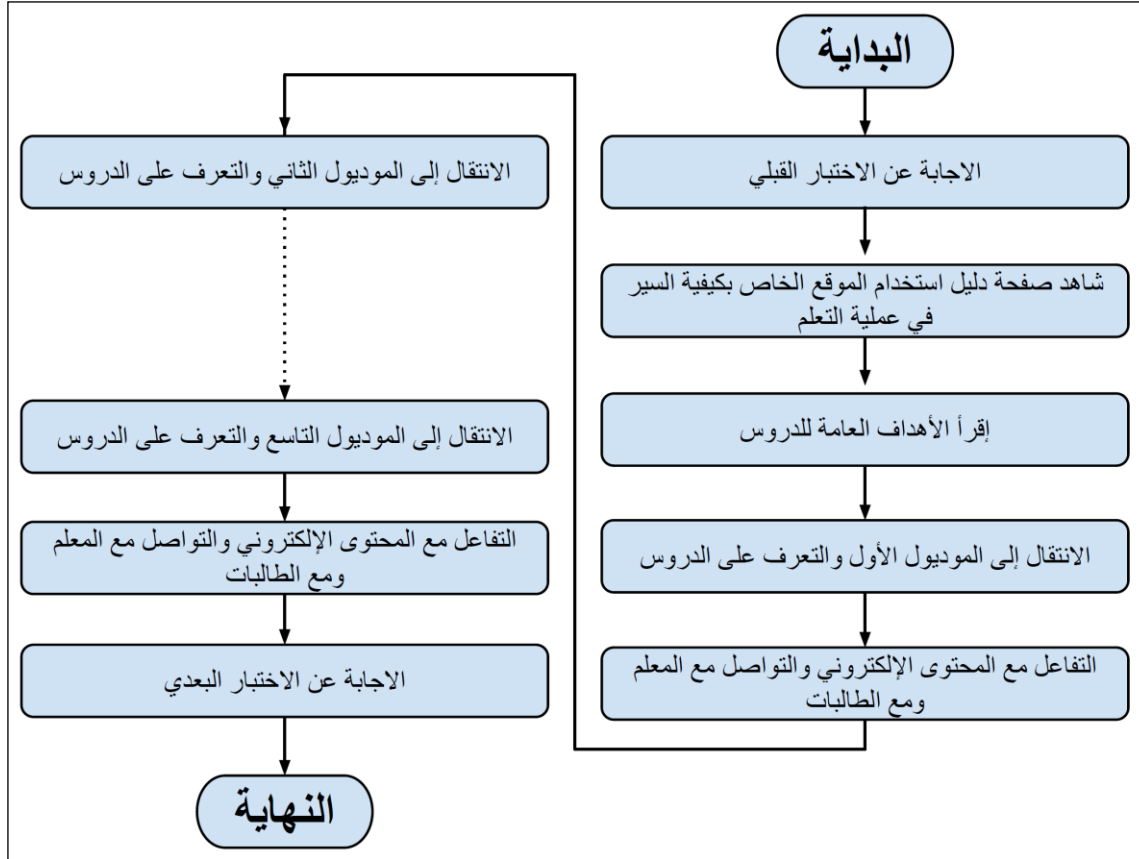 البداية
الاجابة عن الاختبار القبلي
شاهد صفحة دليل استخدام الموقع الخاص بكيفية السير
في عملية التعلم
إقرأ الأهداف العامة للدروس
الانتقال إلى الموديول الأول والتعرف على الدروس
التفاعل مع المحتوى الإلكتروني والتواصل مع المعلم
ومع الطالبات
الانتقال إلى الموديول الثاني والتعرف على الدروس
الانتقال إلى الموديول التاسع والتعرف على الدروس
التفاعل مع المحتوى الإلكتروني والتواصل مع المعلم
ومع الطالبات
الاجابة عن الاختبار البعدي
النهاية